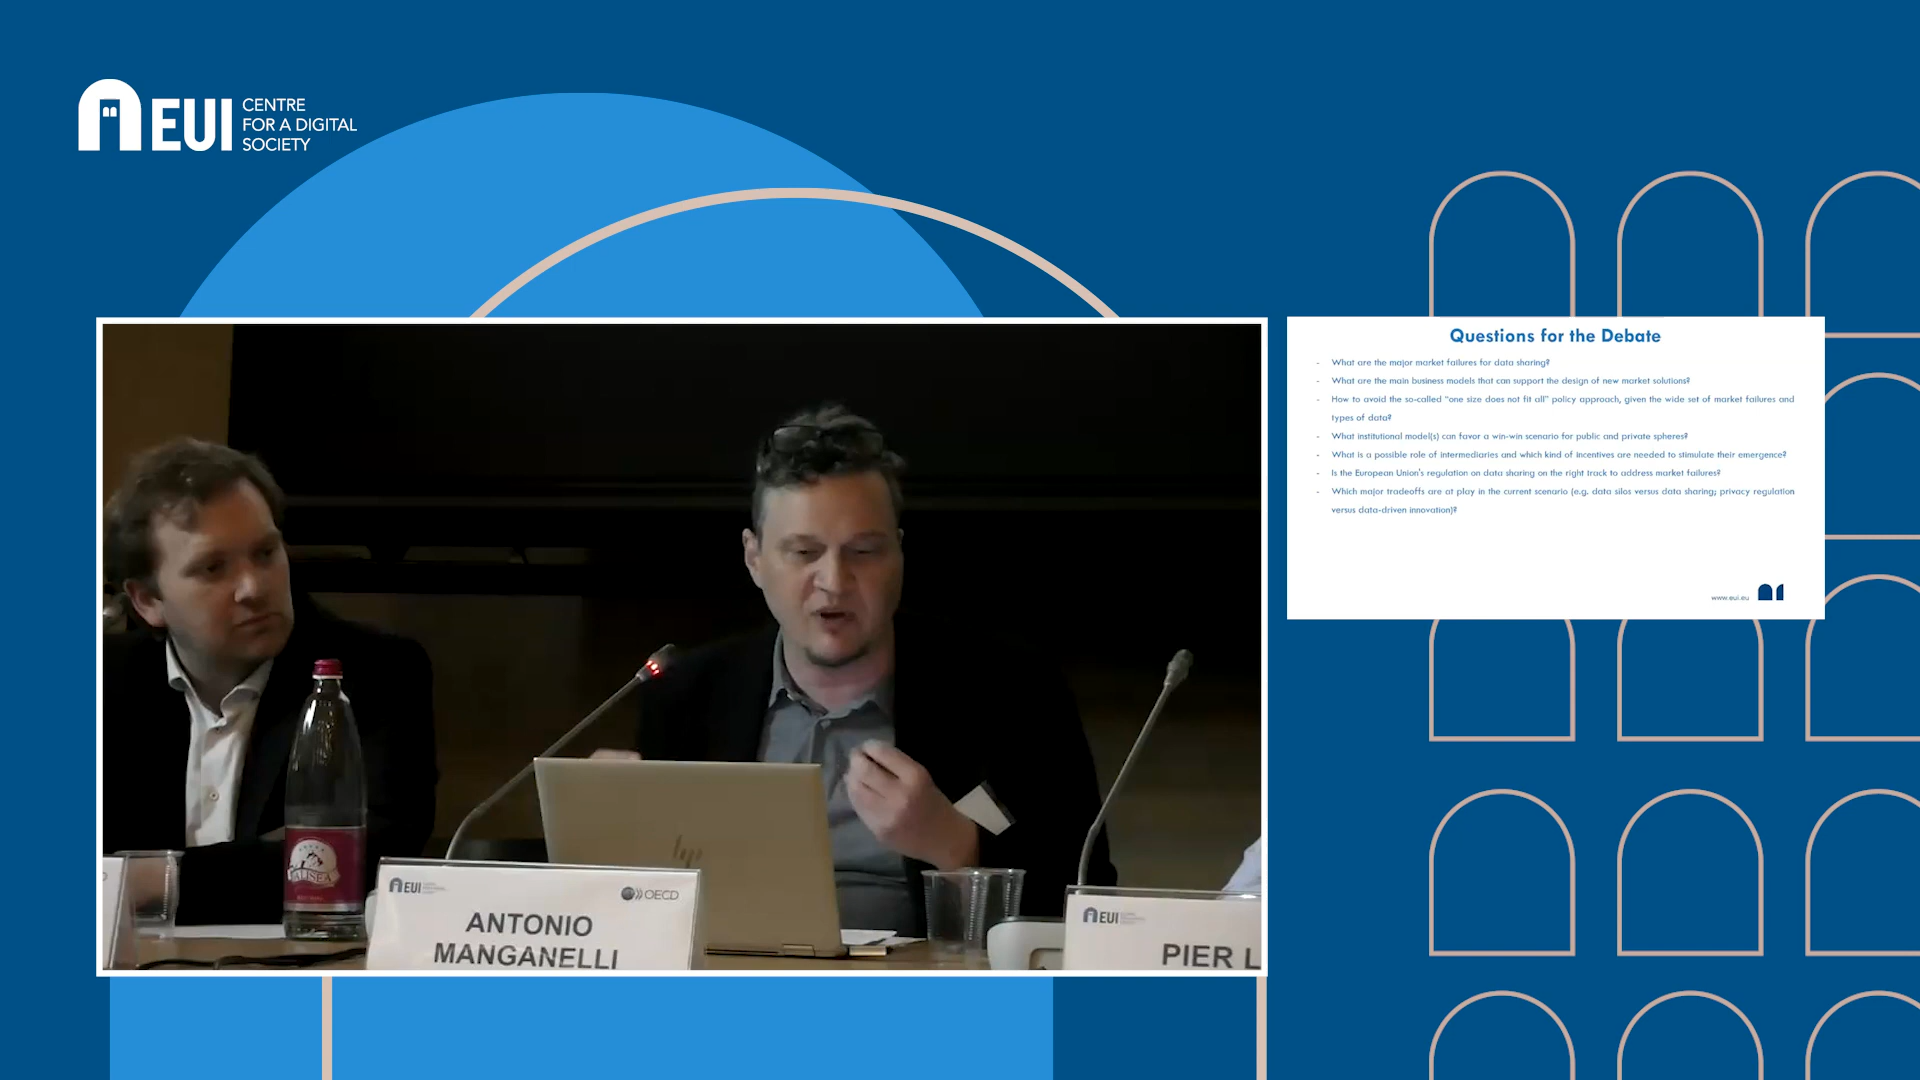 EUI
CENTRE
FOR A DIGITAL
SOCIETY
Questions for the Debate
- What are the major market failures for data sharing?
- What are the main business models that can support the design of new market solutions?
- How to avoid the so-called “one size does not fit all” policy approach, given the wide set of market failures and
types of data?
- What institutional model(s) can favor a win-win scenario for public and private spheres?
- What is a possible role of intermediaries and which kind of incentives are needed to stimulate their emergence?
- Is the European Union's regulation on data sharing on the right track to address market failures?
- Which major tradeoffs are at play in the current scenario (e.g. data silos versus data sharing; privacy regulation
versus data-driven innovation)?
www.eui.eu
hp
EUI
OECD
ANTONIO
MANGANELLI
EUI
PIER L